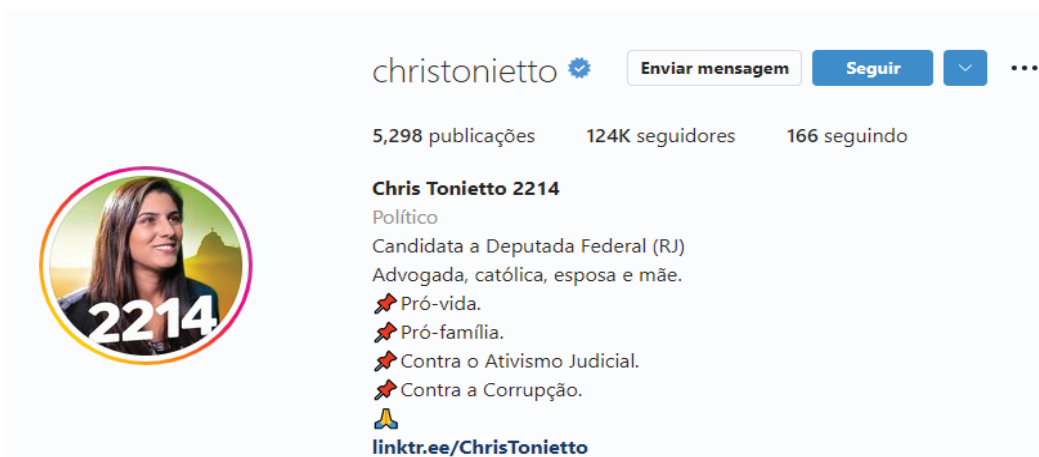 christonietto Enviar mensagem Seguir
5,298 publicações 124K seguidores 166 seguindo
Chris Tonietto 2214
Político
Candidata a Deputada Federal (RJ)
Advogada, católica, esposa e mãe.
📌Pró-vida.
📌Pró-família.
📌Contra o Ativismo Judicial.
📌Contra a Corrupção.
🙏
linktr.ee/ChrisTonietto
2214